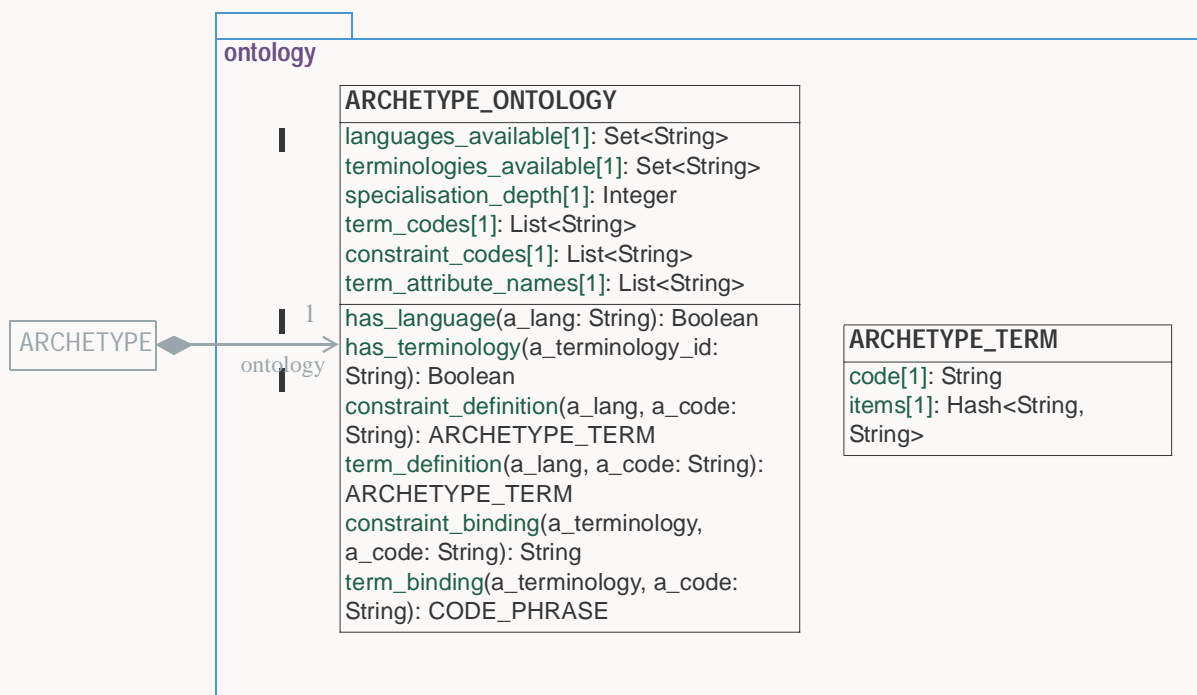 ontology
ARCHETYPE_ONTOLOGY
languages_available[1]: Set<String>
terminologies_available[1]: Set<String>
specialisation_depth[1]: Integer
term_codes[1]: List<String>
constraint_codes[1]: List<String>
term_attribute_names[1]: List<String>
has_language(a_lang: String): Boolean
has_terminology(a_terminology_id:
String): Boolean
constraint_definition(a_lang, a_code:
String): ARCHETYPE_TERM
term_definition(a_lang, a_code: String):
ARCHETYPE_TERM
constraint_binding(a_terminology,
a_code: String): String
term_binding(a_terminology, a_code:
String): CODE_PHRASE
ARCHETYPE
1
ontology
ARCHETYPE_TERM
code[1]: String
items[1]: Hash<String,
String>